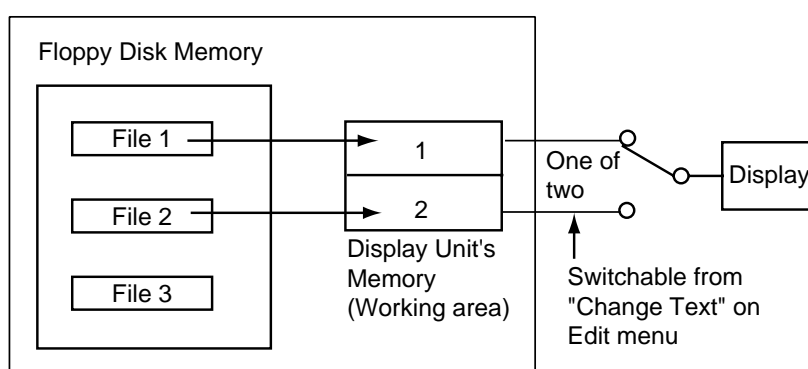 Floppy Disk Memory
File 1
File 2
File 3
1
2
Display Unit's
Memory
(Working area)
One of
two
Display
Switchable from
"Change Text" on
Edit menu